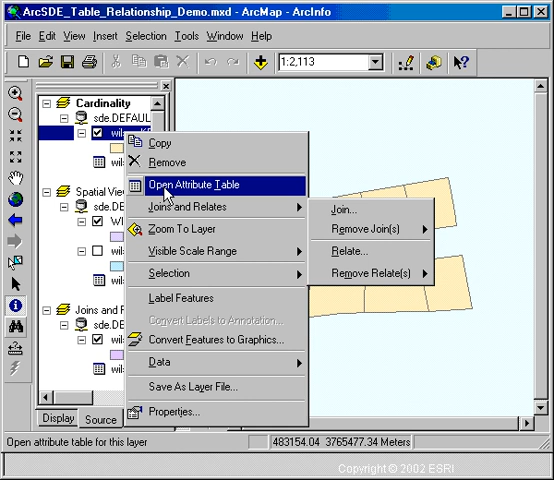 ArcSDE_Table_Relationship_Demo.mxd - ArcMap - ArcInfo
File Edit View Insert Selection Tools Window Help
1:2,113
Cardinality
sde.DEFAUL
Copy
Remove
Open Attribute Table
Spatial View
sde.DE
Joins and Relates
Join...
WI
Zoom To Layer
Remove Join(s)
Visible Scale Range
Relate...
Selection
Remove Relate(s)
Label Features
Joins and R
Convert Labels to Annotation...
sde.DE
Convert Features to Graphics...
Data
Save As Layer File...
Display Source
Properties...
Open attribute table for this layer
483154.04 3765477.34 Meters
Copyright © 2002 ESRI